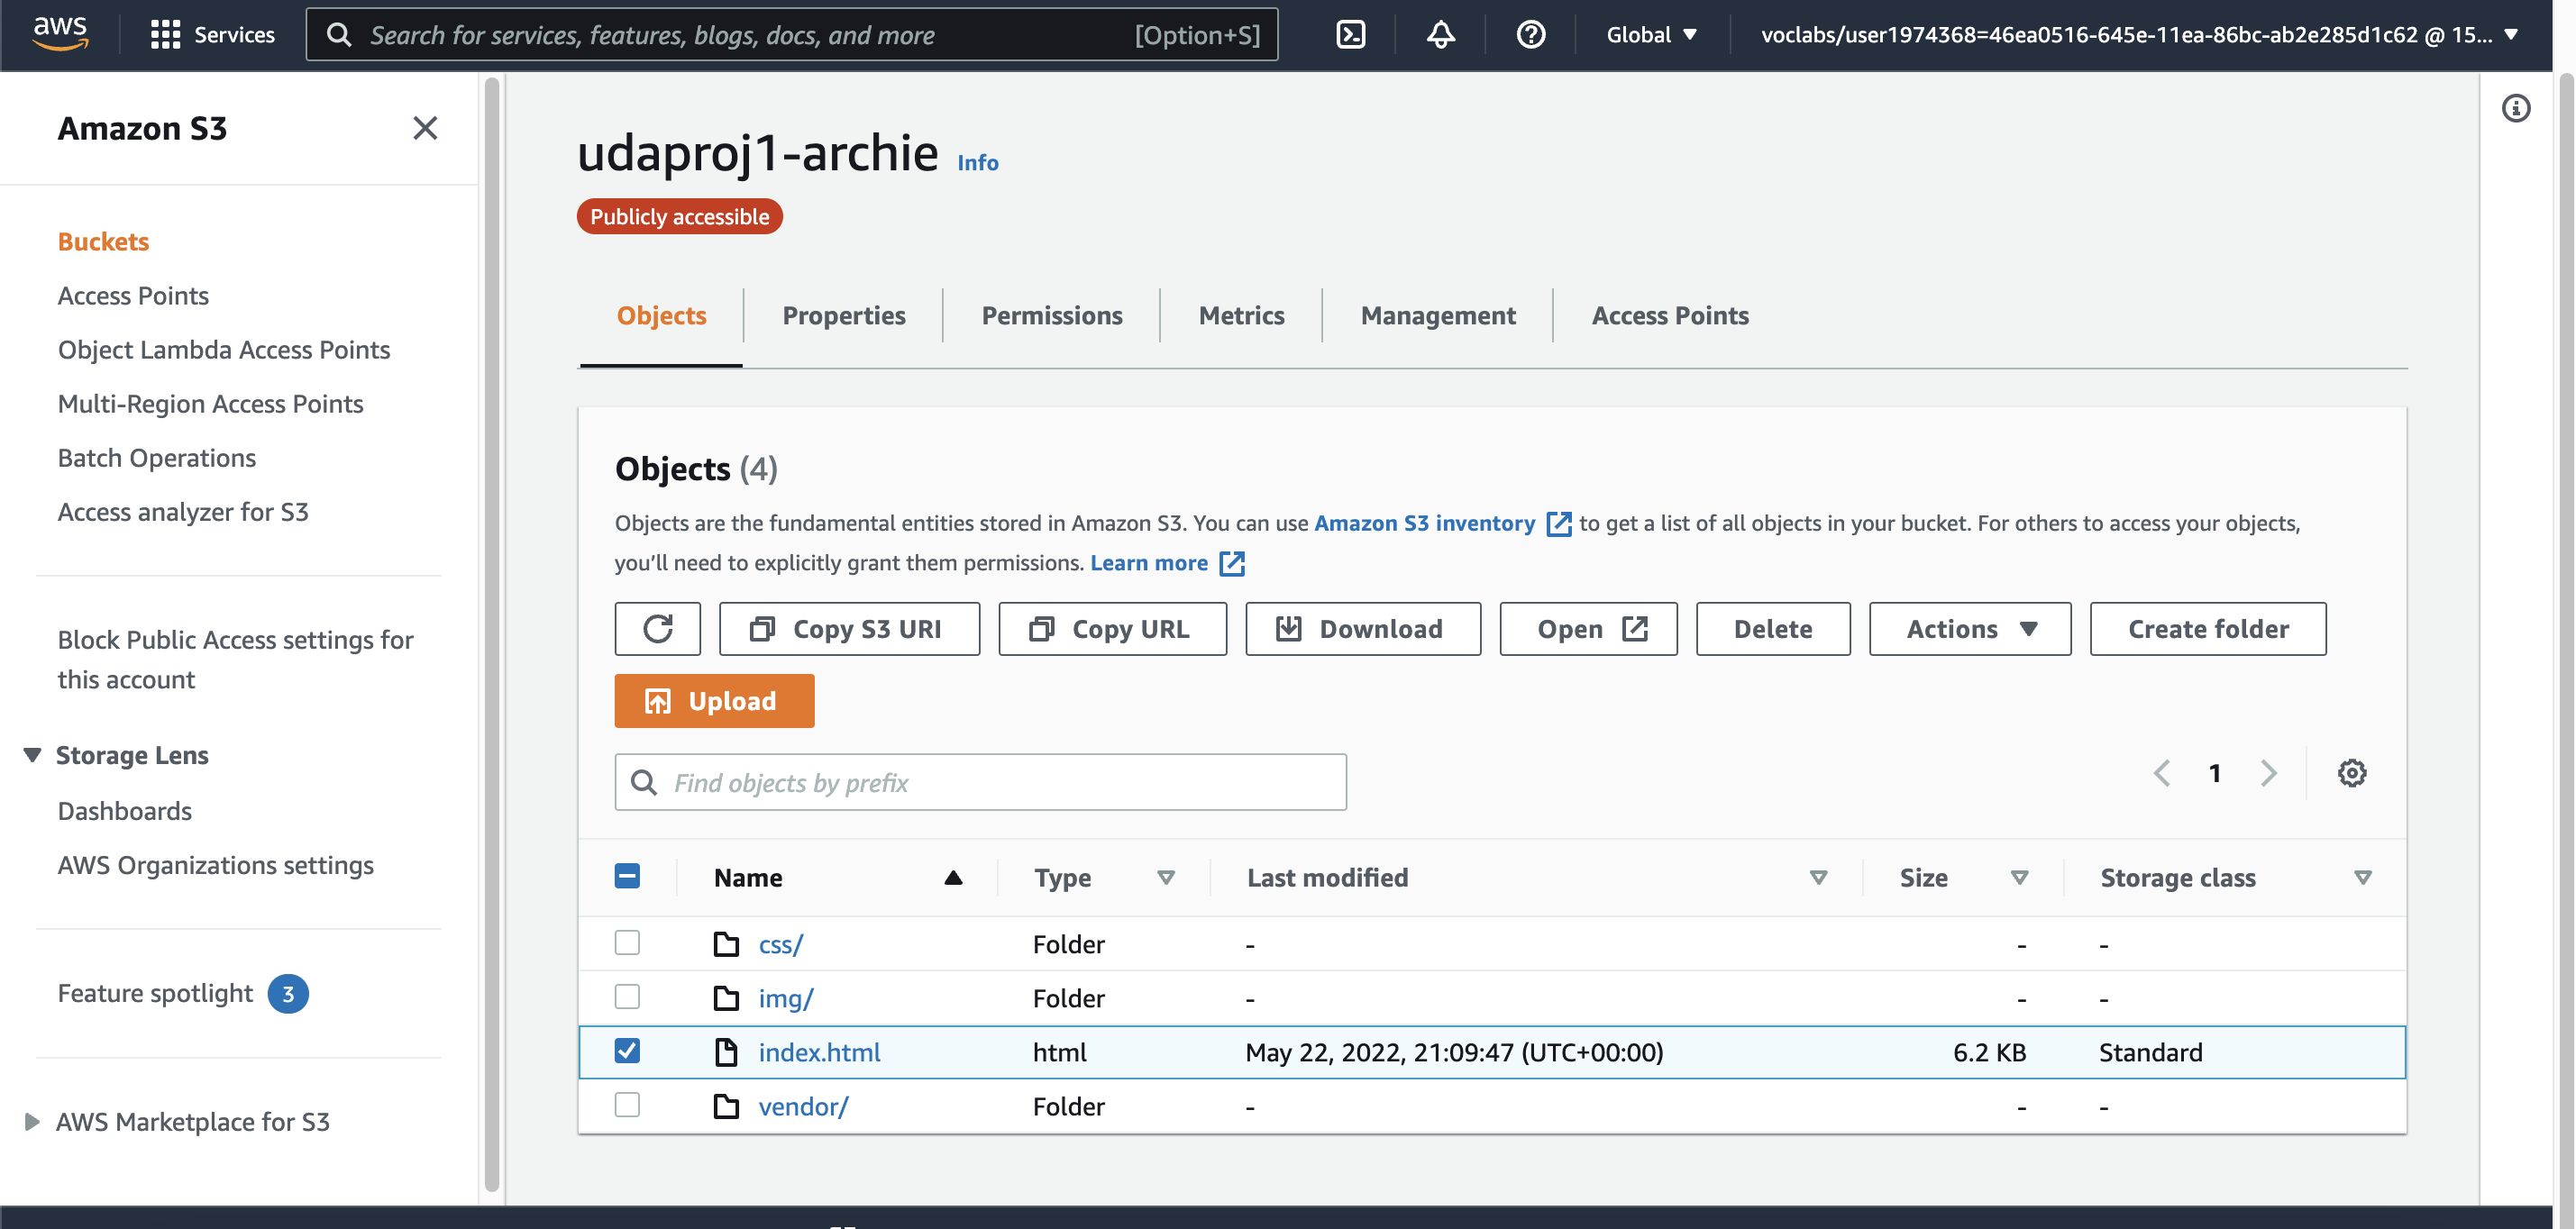 aws
Services
Search for services, features, blogs, docs, and more [Option+S]
Global
voclabs/user1974368=46ea0516-645e-11ea-86bc-ab2e285d1c62 @ 15...
Amazon S3
Buckets
Access Points
Object Lambda Access Points
Multi-Region Access Points
Batch Operations
Access analyzer for S3
Block Public Access settings for
this account
Storage Lens
Dashboards
AWS Organizations settings
Feature spotlight 3
AWS Marketplace for S3
udaproj1-archie Info
Publicly accessible
Objects Properties Permissions Metrics Management Access Points
Objects (4)
Objects are the fundamental entities stored in Amazon S3. You can use Amazon S3 inventory to get a list of all objects in your bucket. For others to access your objects,
you'll need to explicitly grant them permissions. Learn more
Copy S3 URI Copy URL Download Open Delete Actions Create folder
Upload
Find objects by prefix
1
Name Type Last modified Size Storage class
css/ Folder - - -
img/ Folder - - -
index.html html May 22, 2022, 21:09:47 (UTC+00:00) 6.2 KB Standard
vendor/ Folder - - -